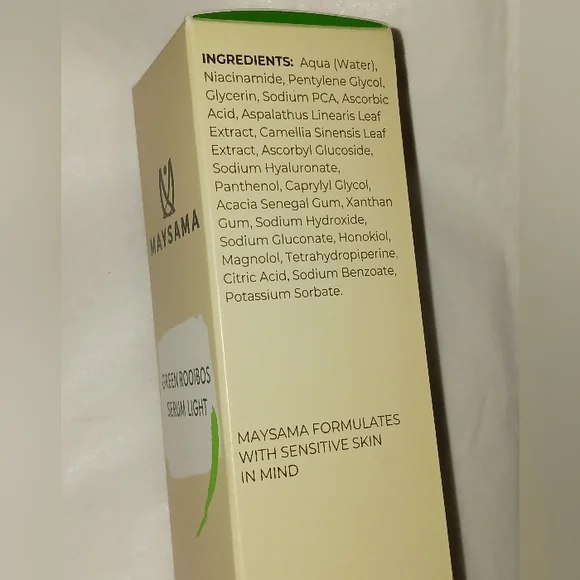 INGREDIENTS: Aqua (Water),
Niacinamide, Pentylene Glycol,
Glycerin, Sodium PCA, Ascorbic
Acid, Aspalathus Linearis Leaf
Extract, Camellia Sinensis Leaf
Extract, Ascorbyl Glucoside,
Sodium Hyaluronate,
Panthenol, Caprylyl Glycol,
Acacia Senegal Gum, Xanthan
Gum, Sodium Hydroxide,
Sodium Gluconate, Honokiol,
Magnolol, Tetrahydropiperine,
Citric Acid, Sodium Benzoate,
Potassium Sorbate.
MAYSAMA FORMULATES
WITH SENSITIVE SKIN
IN MIND
MAYSAMA
GREEN ROOIBOS
SERUM LIGHT